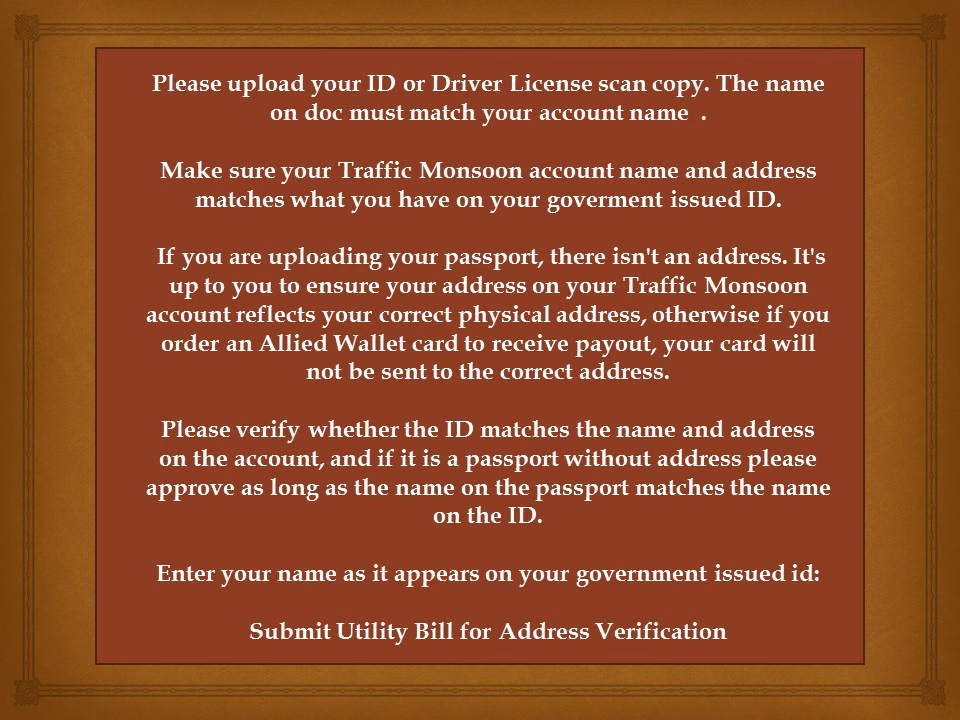 Please upload your ID or Driver License scan copy. The name
on doc must match your account name .
Make sure your Traffic Monsoon account name and address
matches what you have on your goverment issued ID.
If you are uploading your passport, there isn't an address. It's
up to you to ensure your address on your Traffic Monsoon
account reflects your correct physical address, otherwise if you
order an Allied Wallet card to receive payout, your card will
not be sent to the correct address.
Please verify whether the ID matches the name and address
on the account, and if it is a passport without address please
approve as long as the name on the passport matches the name
on the ID.
Enter your name as it appears on your government issued id:
Submit Utility Bill for Address Verification